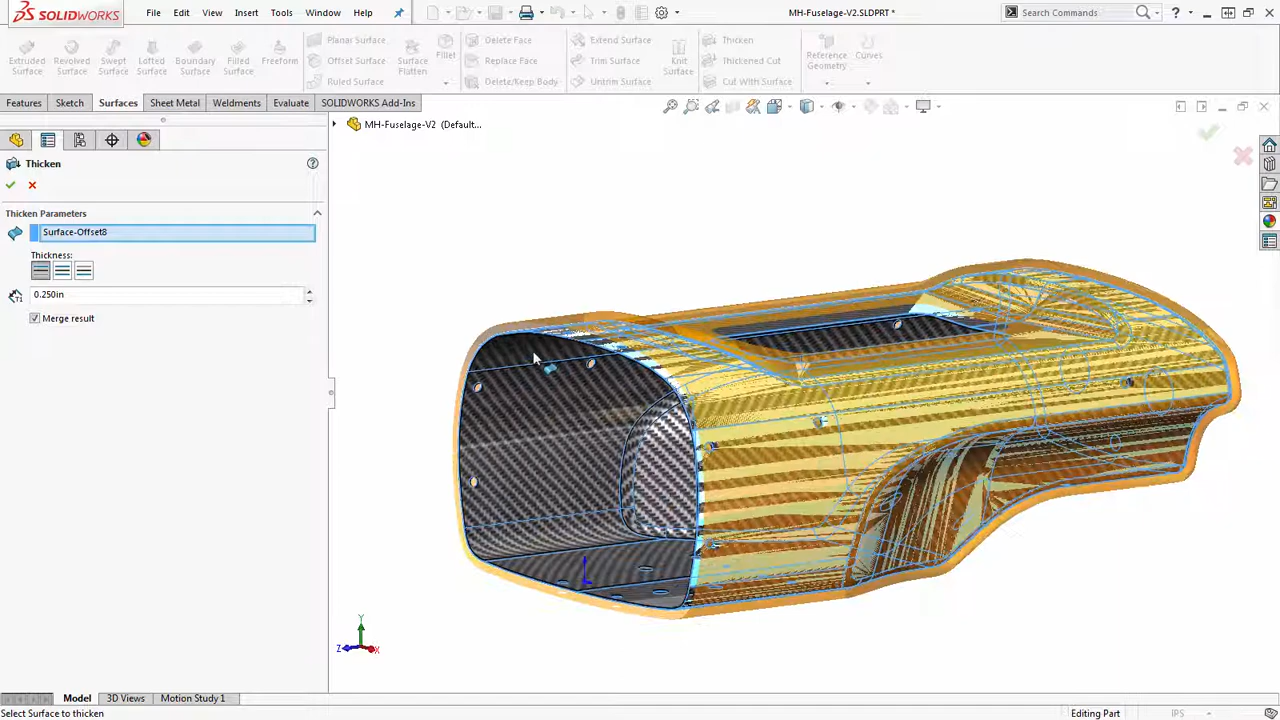 SOLIDWORKS File Edit View Insert Tools Window Help MH-Fuselage-V2.SLDPRT * Search Commands ?
Extruded Surface
Revolved Surface
Swept Surface
Lofted Surface
Boundary Surface
Filled Surface
Freeform
Planar Surface
Offset Surface
Ruled Surface
Surface Flatten
Fillet
Delete Face
Replace Face
Delete/Keep Body
Extend Surface
Trim Surface
Untrim Surface
Knit Surface
Thicken
Thickened Cut
Cut With Surface
Reference Geometry
Curves
Features Sketch Surfaces Sheet Metal Weldments Evaluate SOLIDWORKS Add-Ins
MH-Fuselage-V2 (Default...
Thicken
Thicken Parameters
Surface-Offset8
Thickness:
T1
0.250in
Merge result
Y
Z
X
Model 3D Views Motion Study 1
Select Surface to thicken Editing Part IPS